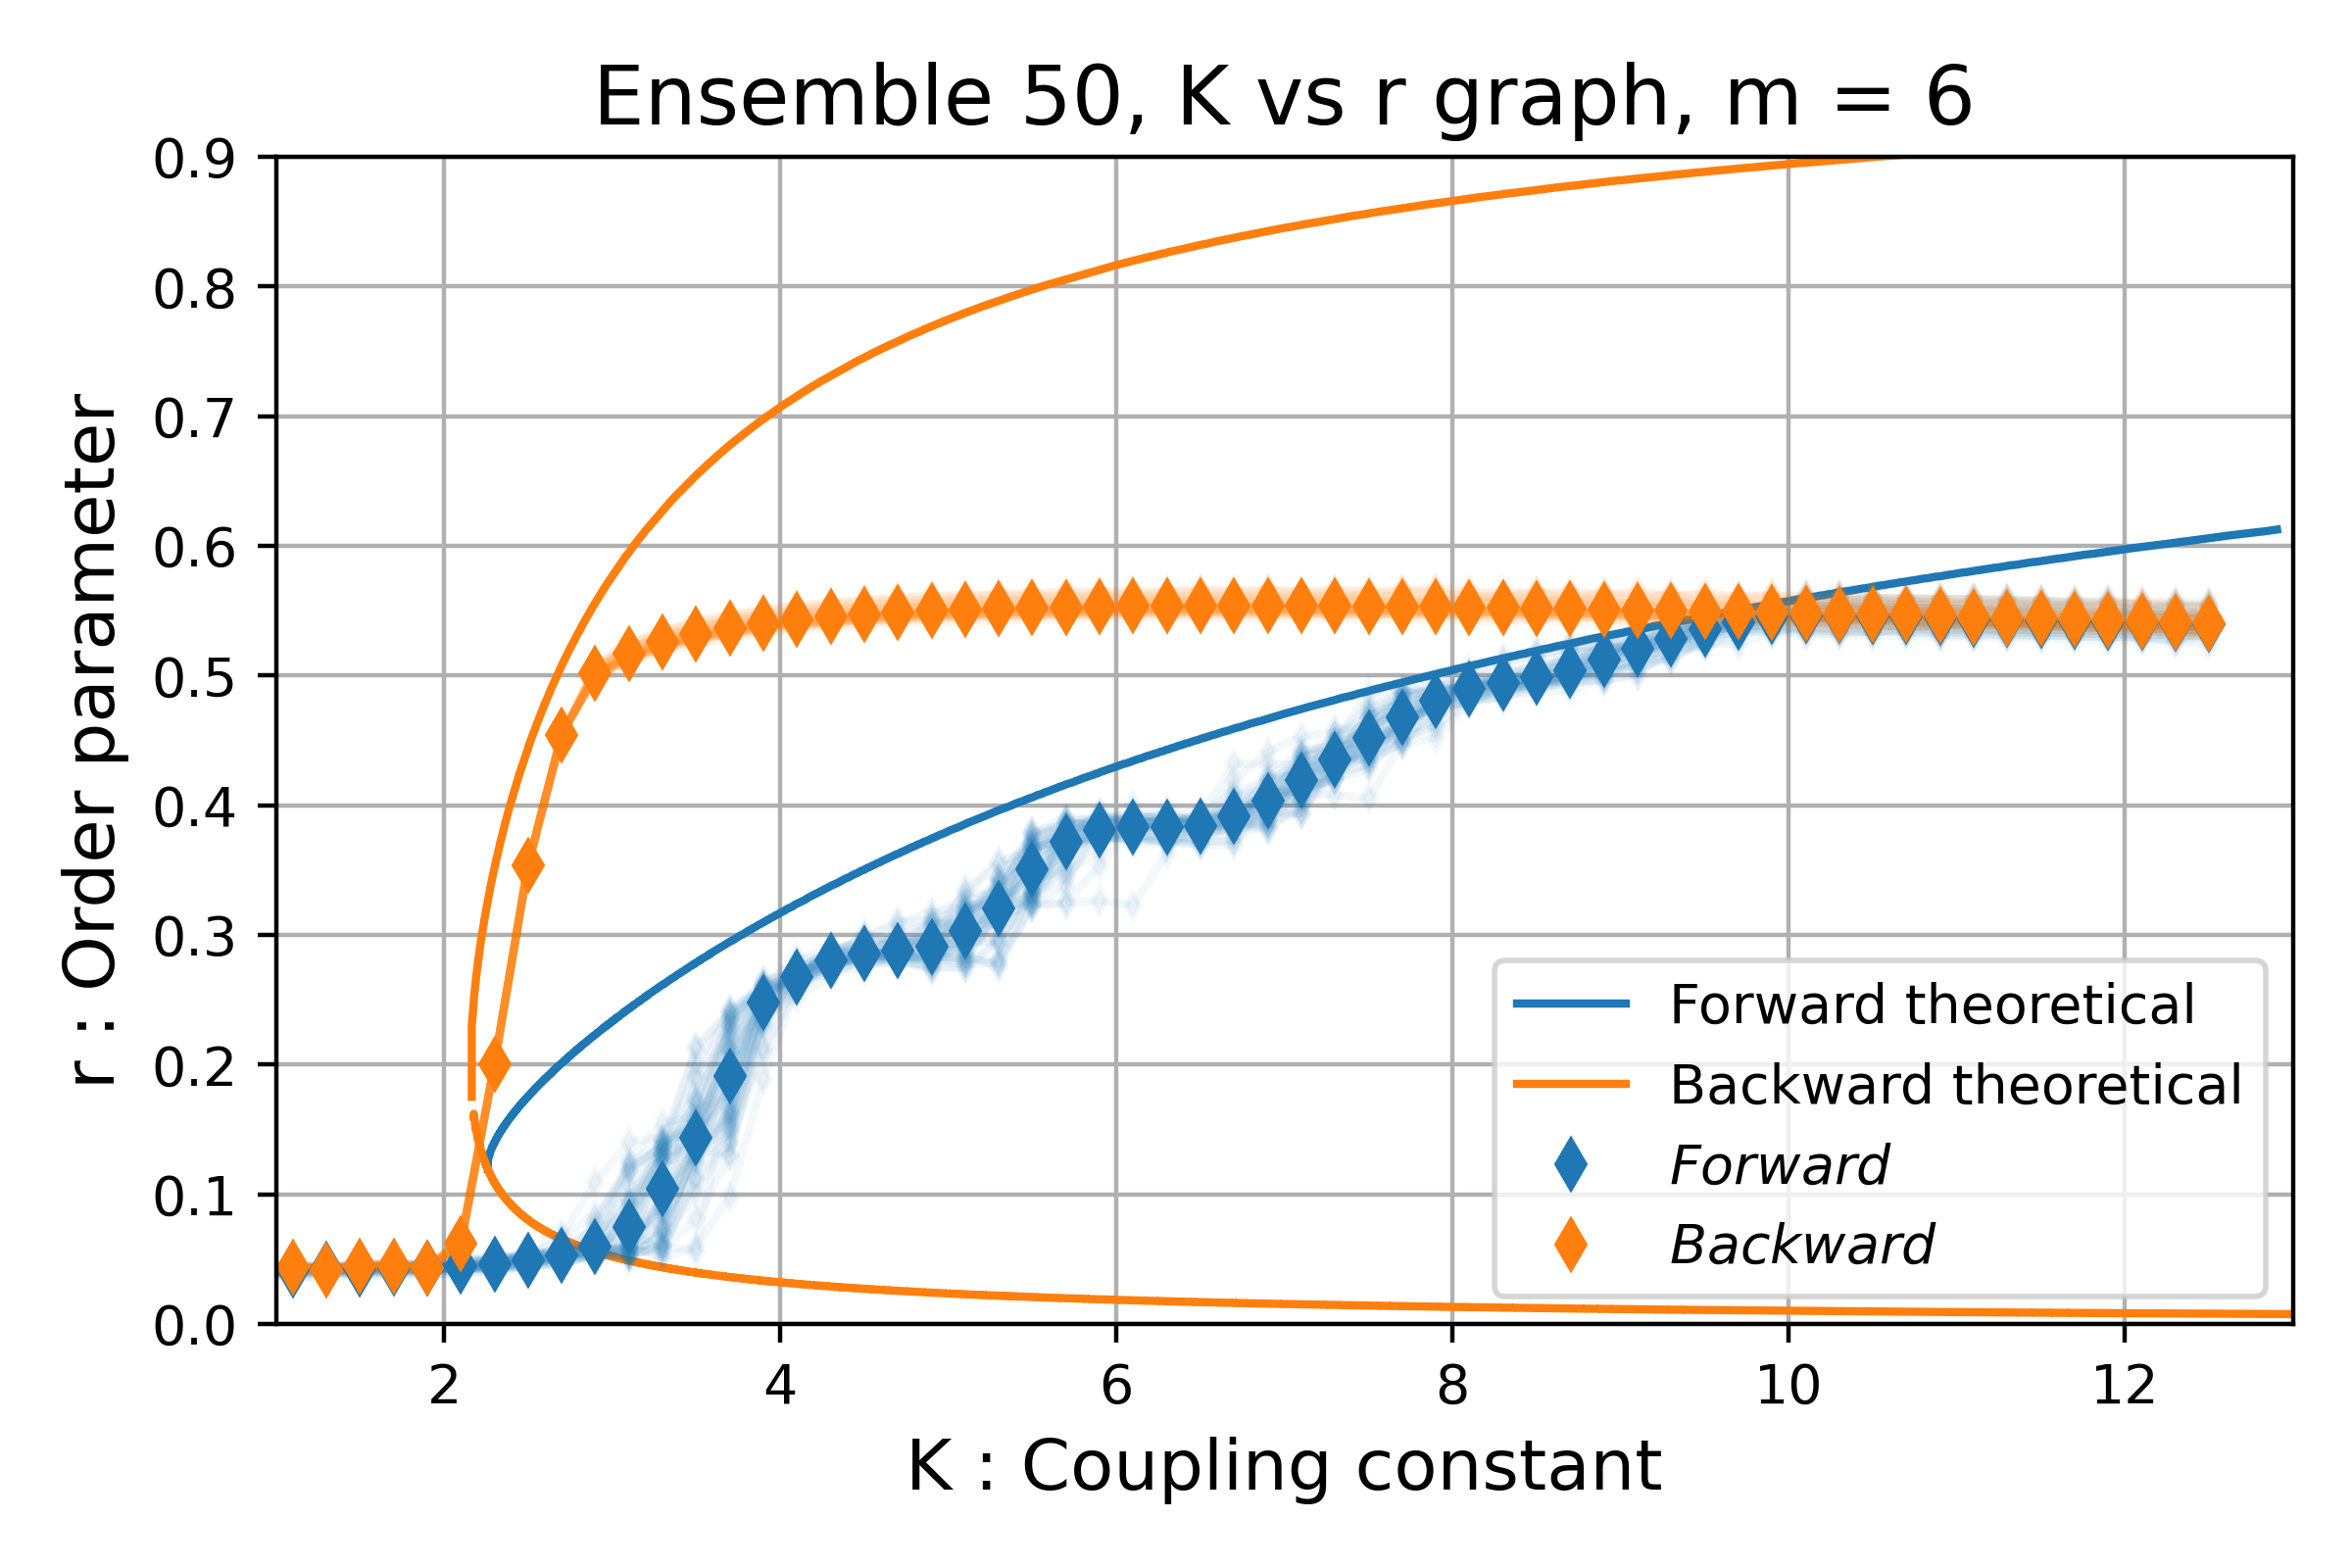 Ensemble 50, K vs r graph, m = 6
r : Order parameter
0.9
0.8
0.7
0.6
0.5
0.4
0.3
0.2
0.1
0.0
Forward theoretical
Backward theoretical
Forward
Backward
2 4 6 8 10 12
K : Coupling constant